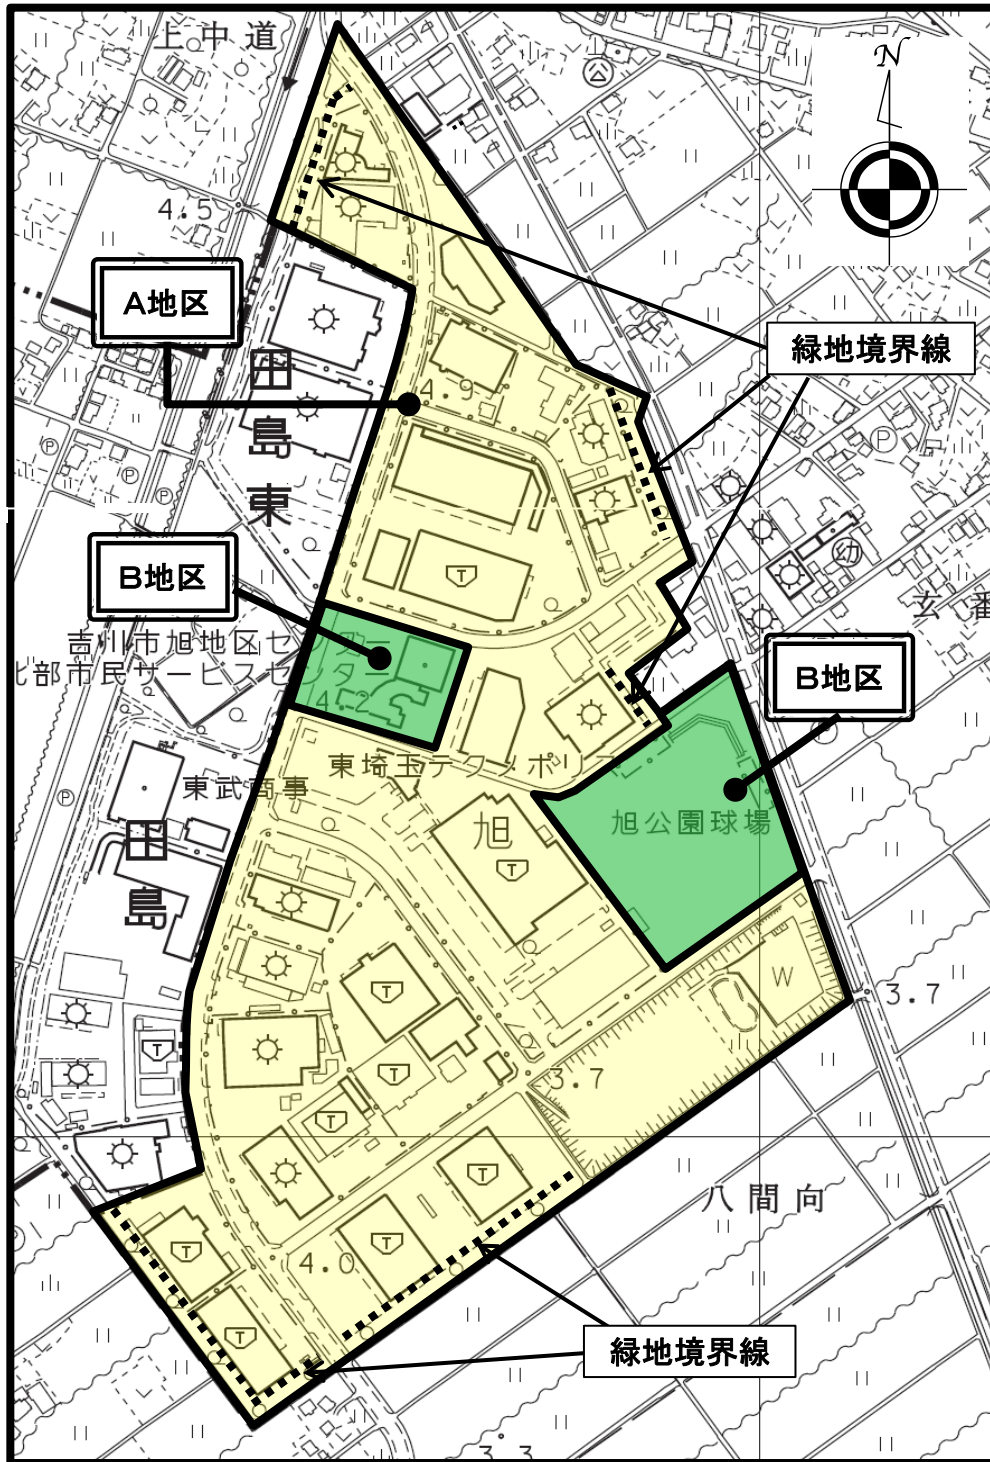 上中道
N
4.5
A地区
緑地境界線
田島東
4.9
P
P
P
B地区
幼
玄番
吉川市旭地区センター
北部市民サービスセンター
B地区
4.2
東埼玉テクノポリス
東武商事
P
旭
旭公園球場
田島
W
3.7
3.7
八間向
4.0
緑地境界線
3.3